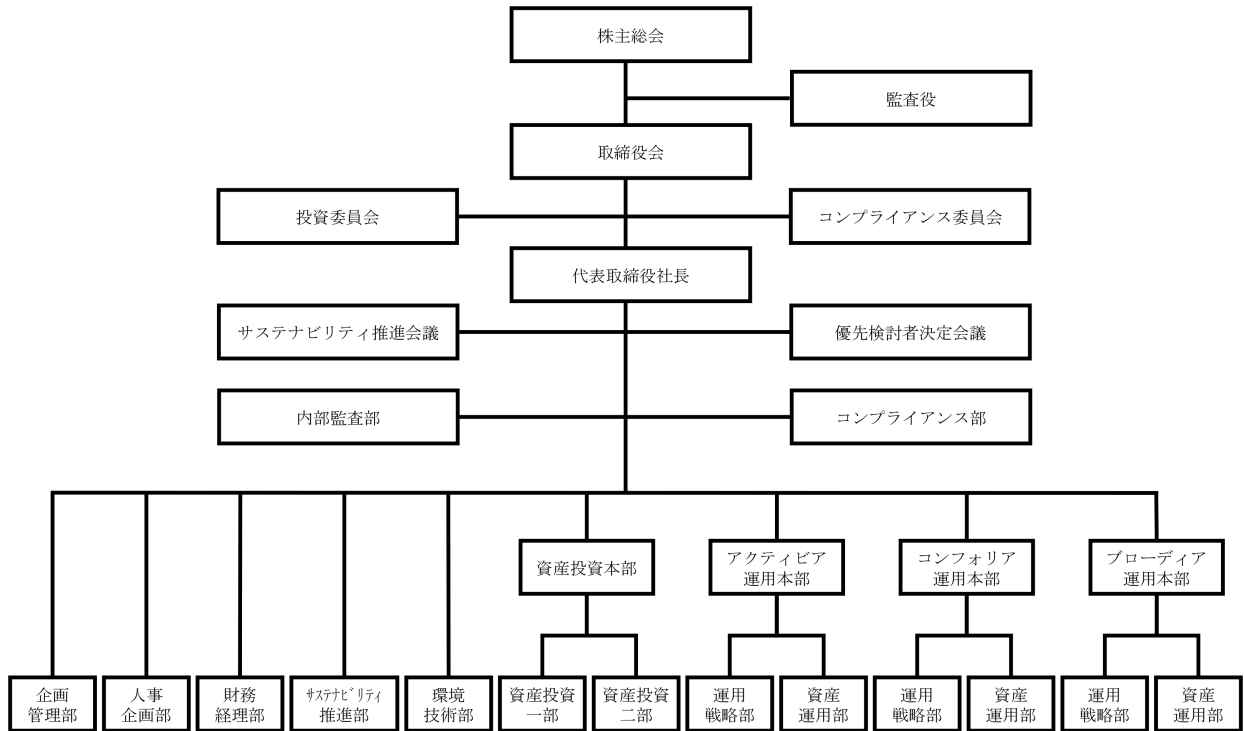 株主総会
監査役
取締役会
投資委員会
コンプライアンス委員会
代表取締役社長
サステナビリティ推進会議
優先検討者決定会議
内部監査部
コンプライアンス部
資産投資本部
アクティビア
運用本部
コンフォリア
運用本部
ブローディア
運用本部
企画
管理部
人事
企画部
財務
経理部
ｻｽﾃﾅﾋﾞﾘﾃｨ
推進部
環境
技術部
資産投資
一部
資産投資
二部
運用
戦略部
資産
運用部
運用
戦略部
資産
運用部
運用
戦略部
資産
運用部